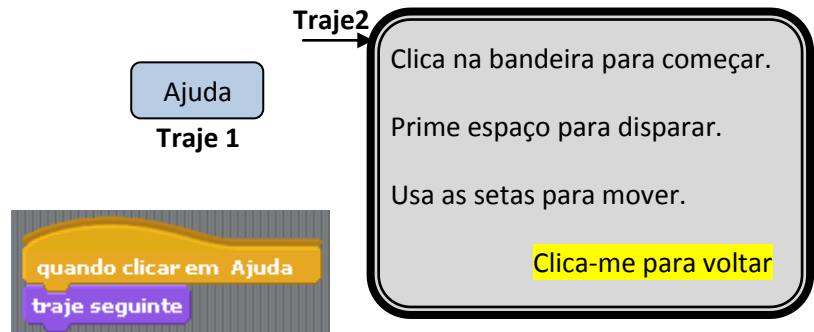 Traje2
Ajuda
Traje 1
Clica na bandeira para começar.
Prime espaço para disparar.
Usa as setas para mover.
Clica-me para voltar
quando clicar em Ajuda
traje seguinte